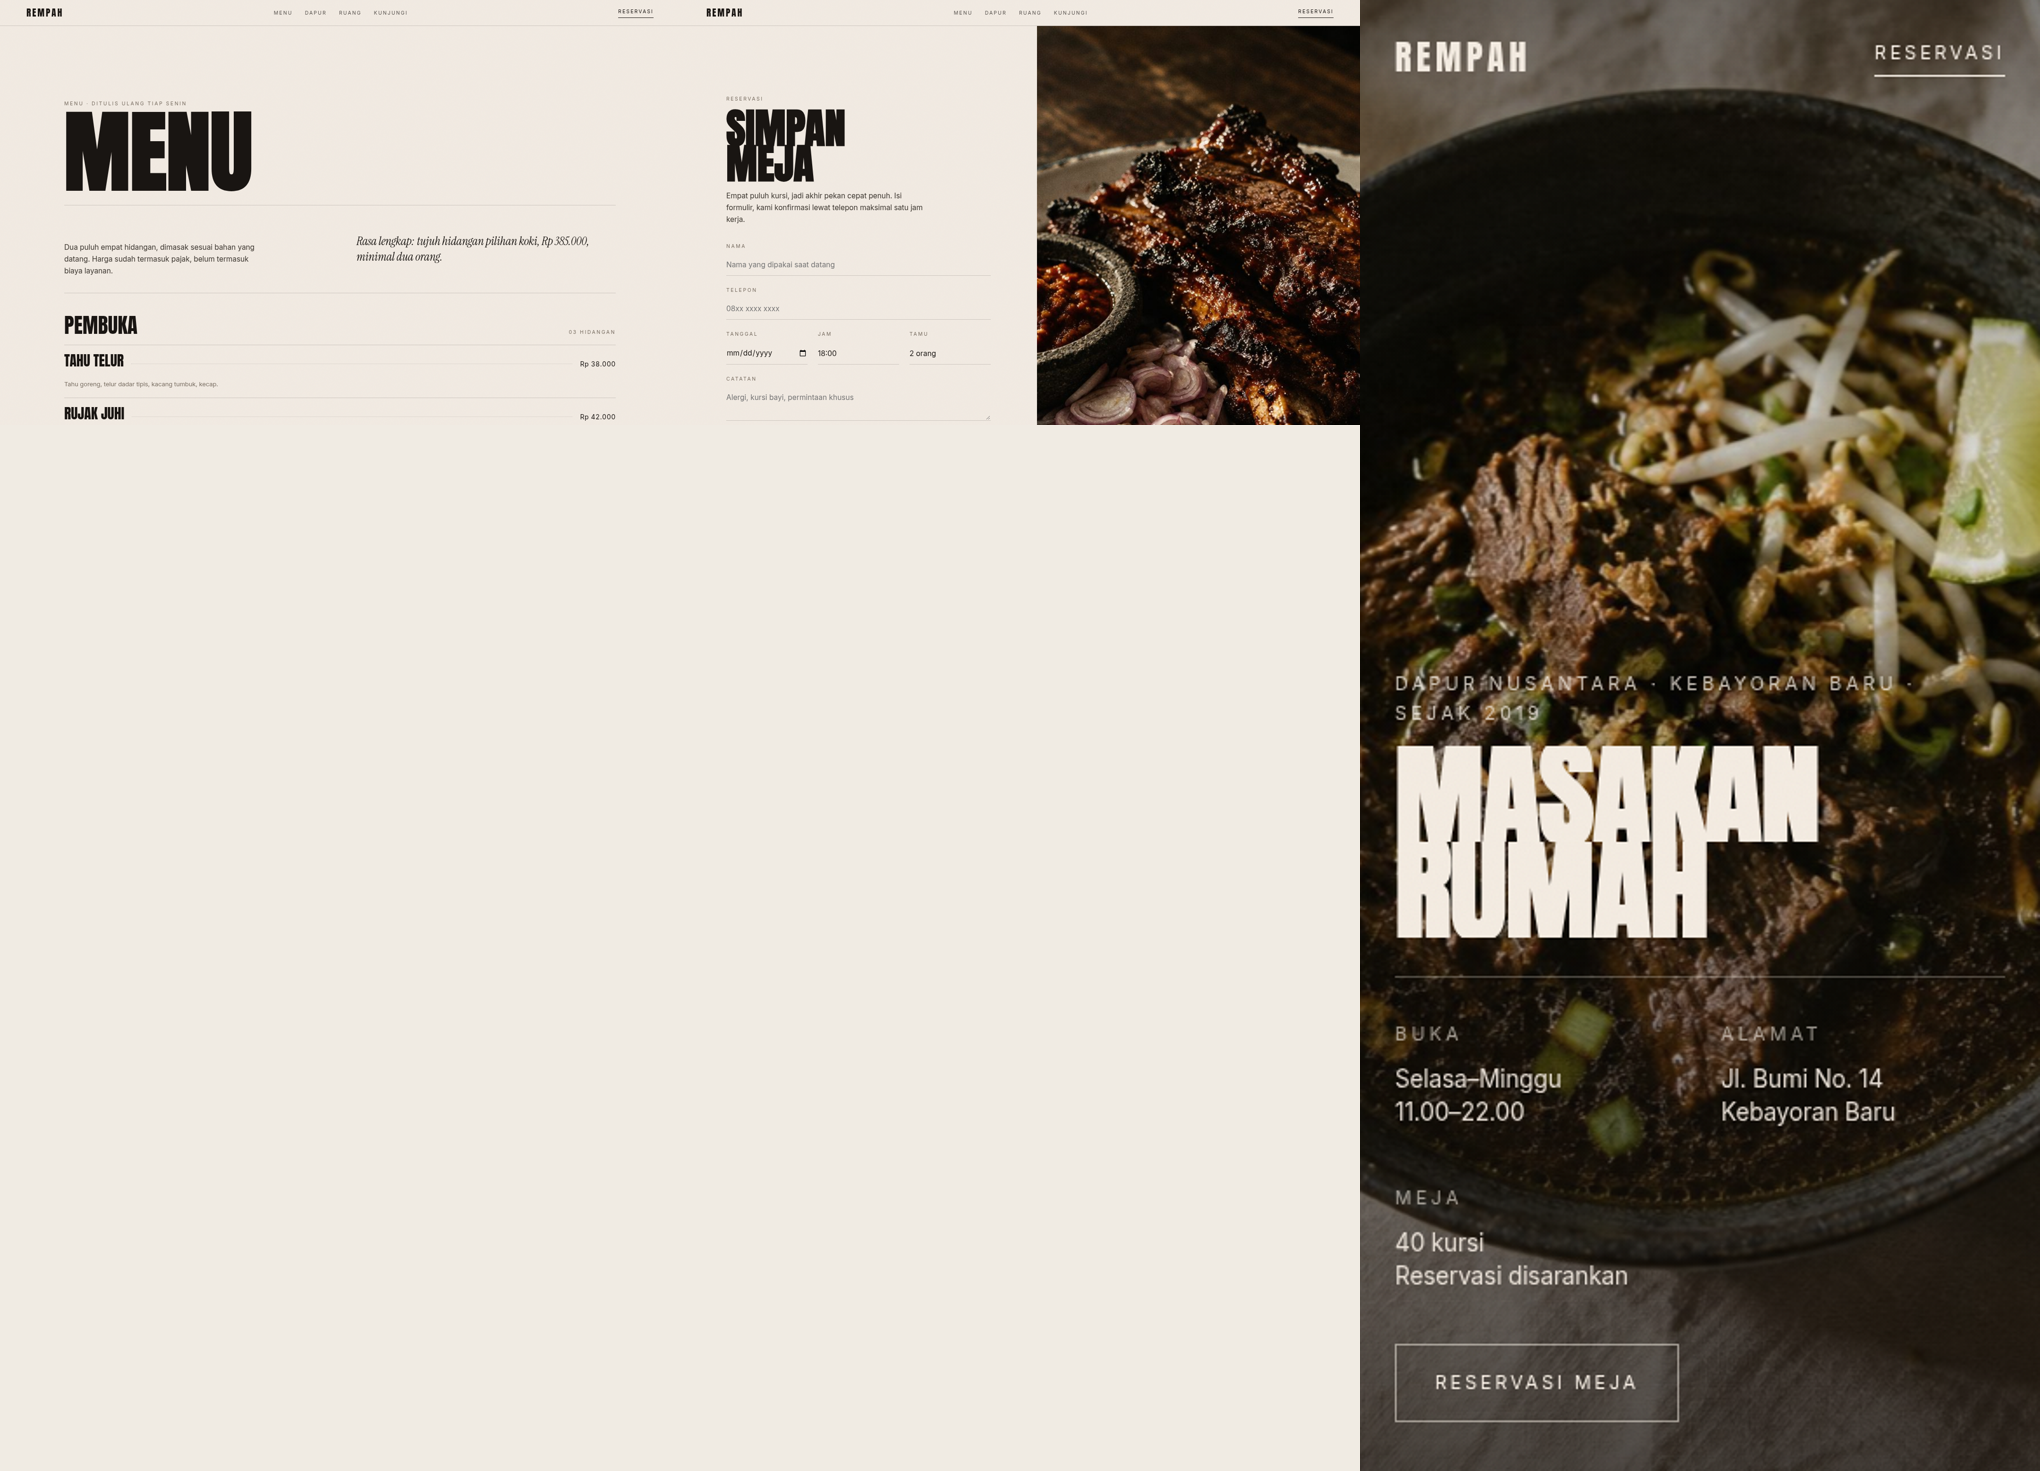 REMPAH
MENU DAPUR RUANG KUNJUNGI
RESERVASI
MENU · DITULIS ULANG TIAP SENIN
MENU
Dua puluh empat hidangan, dimasak sesuai bahan yang
datang. Harga sudah termasuk pajak, belum termasuk
biaya layanan.
Rasa lengkap: tujuh hidangan pilihan koki, Rp 385.000,
minimal dua orang.
PEMBUKA
03 HIDANGAN
TAHU TELUR
Rp 38.000
Tahu goreng, telur dadar tipis, kacang tumbuk, kecap.
RUJAK JUHI
Rp 42.000
REMPAH
MENU DAPUR RUANG KUNJUNGI
RESERVASI
RESERVASI
SIMPAN
MEJA
Empat puluh kursi, jadi akhir pekan cepat penuh. Isi
formulir, kami konfirmasi lewat telepon maksimal satu jam
kerja.
NAMA
Nama yang dipakai saat datang
TELEPON
08xx xxxx xxxx
TANGGAL JAM TAMU
mm/dd/yyyy 18:00 2 orang
CATATAN
Alergi, kursi bayi, permintaan khusus
REMPAH
RESERVASI
DAPUR NUSANTARA · KEBAYORAN BARU ·
SEJAK 2019
MASAKAN
RUMAH
BUKA
Selasa–Minggu
11.00–22.00
ALAMAT
Jl. Bumi No. 14
Kebayoran Baru
MEJA
40 kursi
Reservasi disarankan
RESERVASI MEJA